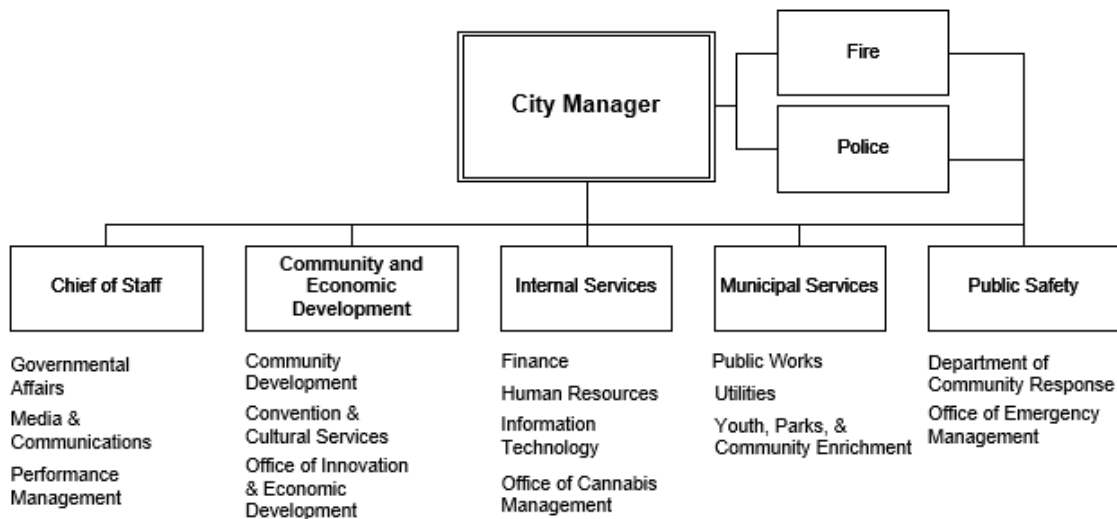 Fire
City Manager
Police
Chief of Staff
Community and
Economic
Development
Internal Services
Municipal Services
Public Safety
Governmental
Affairs
Media &
Communications
Performance
Management
Community
Development
Convention &
Cultural Services
Office of Innovation
& Economic
Development
Finance
Human Resources
Information
Technology
Office of Cannabis
Management
Public Works
Utilities
Youth, Parks, &
Community Enrichment
Department of
Community Response
Office of Emergency
Management